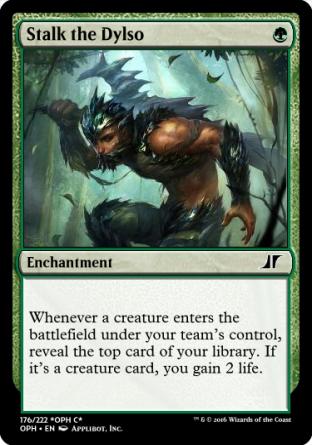 Stalk the Dylso
Enchantment
Whenever a creature enters the
battlefield under your team's control,
reveal the top card of your library. If
it's a creature card, you gain 2 life.
176/222 *OPH C*
OPH • EN APPLIBOT, INC.
™ & © 2016 Wizards of the Coast